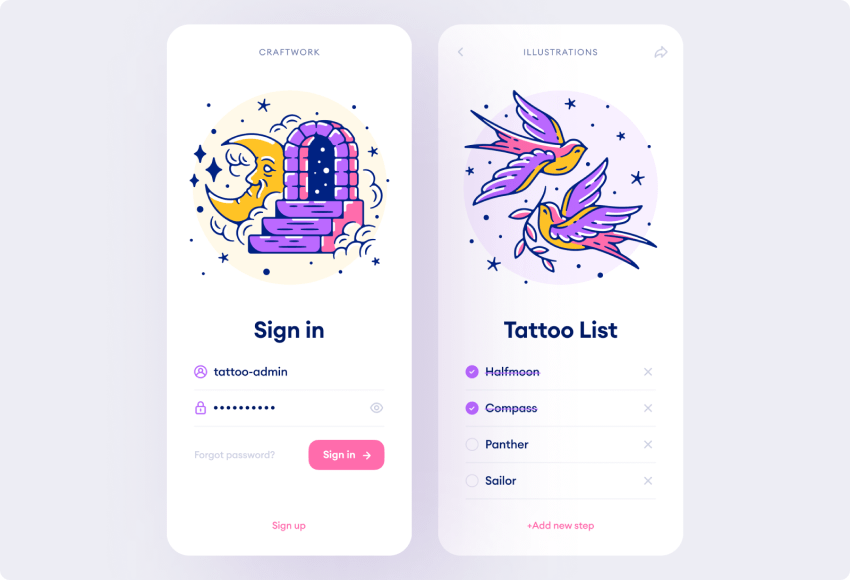 CRAFTWORK
Sign in
tattoo-admin
••••••••••
Forgot password?
Sign in →
Sign up
ILLUSTRATIONS
Tattoo List
Halfmoon
Compass
Panther
Sailor
+Add new step